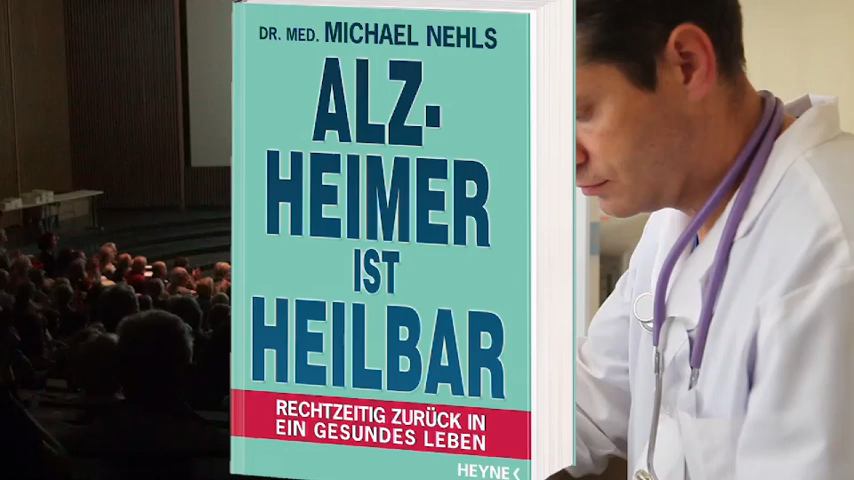 DR. MED. MICHAEL NEHLS
ALZ-
HEIMER
IST
HEILBAR
RECHTZEITIG ZURÜCK IN
EIN GESUNDES LEBEN
HEYNE <